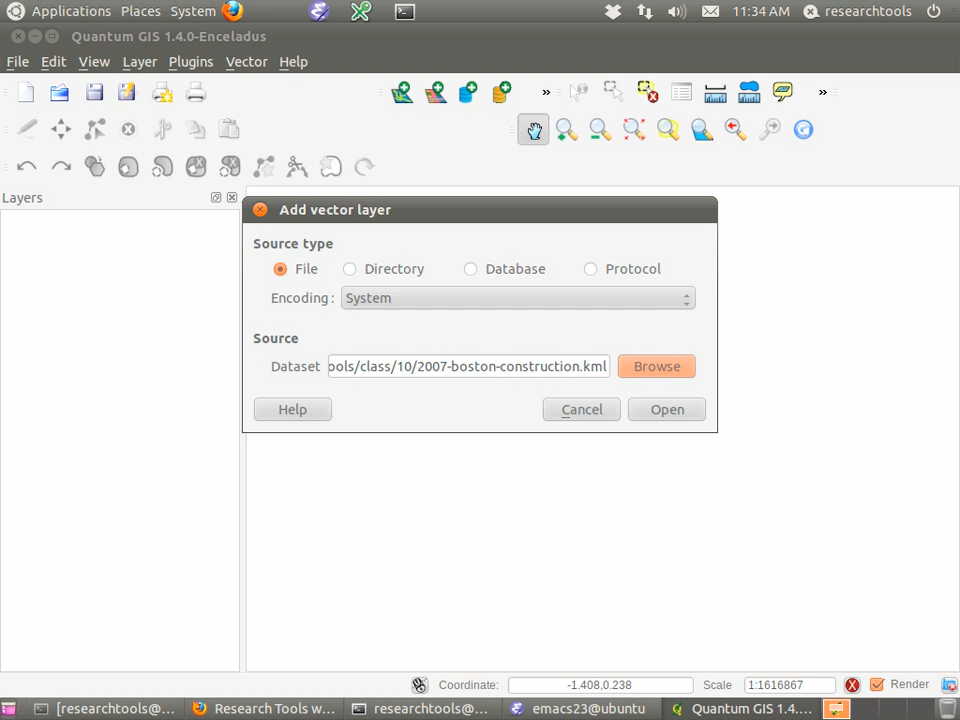 Applications Places System 11:34 AM researchtools
Quantum GIS 1.4.0-Enceladus
File Edit View Layer Plugins Vector Help
Layers
Add vector layer
Source type
File Directory Database Protocol
Encoding: System
Source
Dataset ools/class/10/2007-boston-construction.kml Browse
Help Cancel Open
Coordinate: -1.408,0.238 Scale 1:1616867 Render
[researchtools@... Research Tools w... researchtools@... emacs23@ubuntu Quantum GIS 1.4....